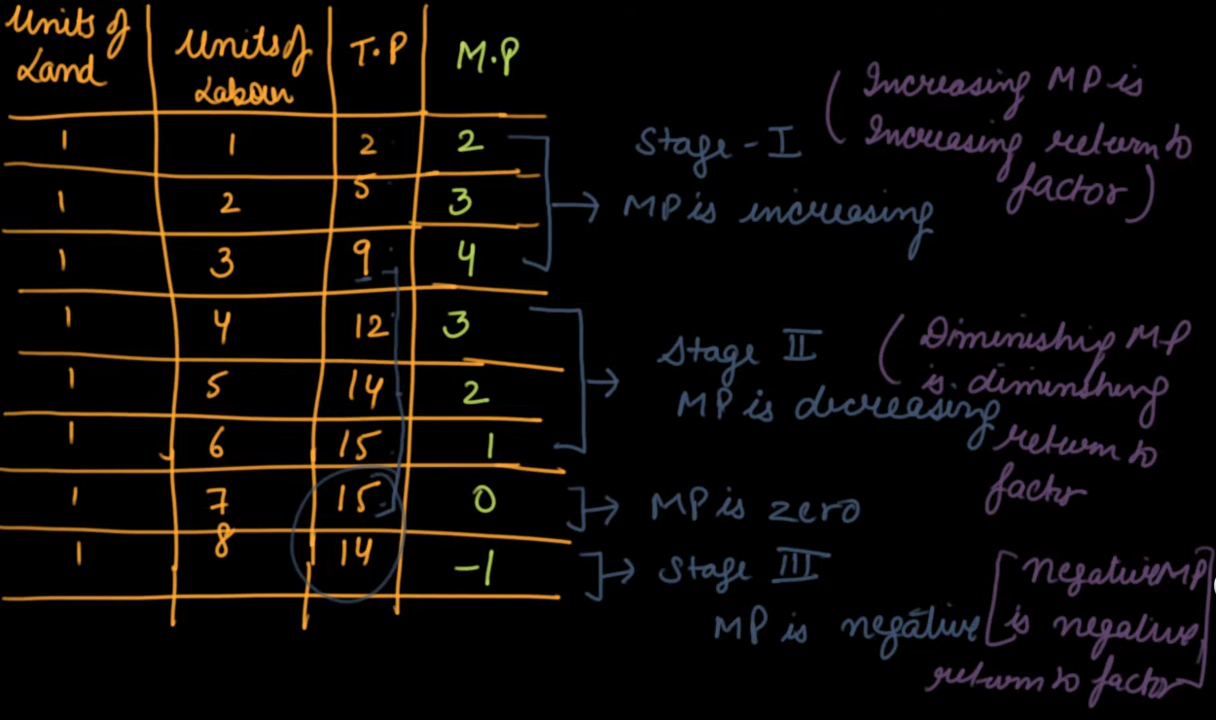 Units of Land | Units of Labour | T.P | M.P
1 | 1 | 2 | 2
1 | 2 | 5 | 3
1 | 3 | 9 | 4
1 | 4 | 12 | 3
1 | 5 | 14 | 2
1 | 6 | 15 | 1
1 | 7 | 15 | 0
1 | 8 | 14 | -1
Stage - I
MP is increasing
(Increasing MP is
Increasing return to
factor)
Stage II
MP is decreasing
(Diminishig MP
is diminsheng
return to
factor
MP is zero
Stage III
MP is negative
[negative MP
is negative
return to factor]